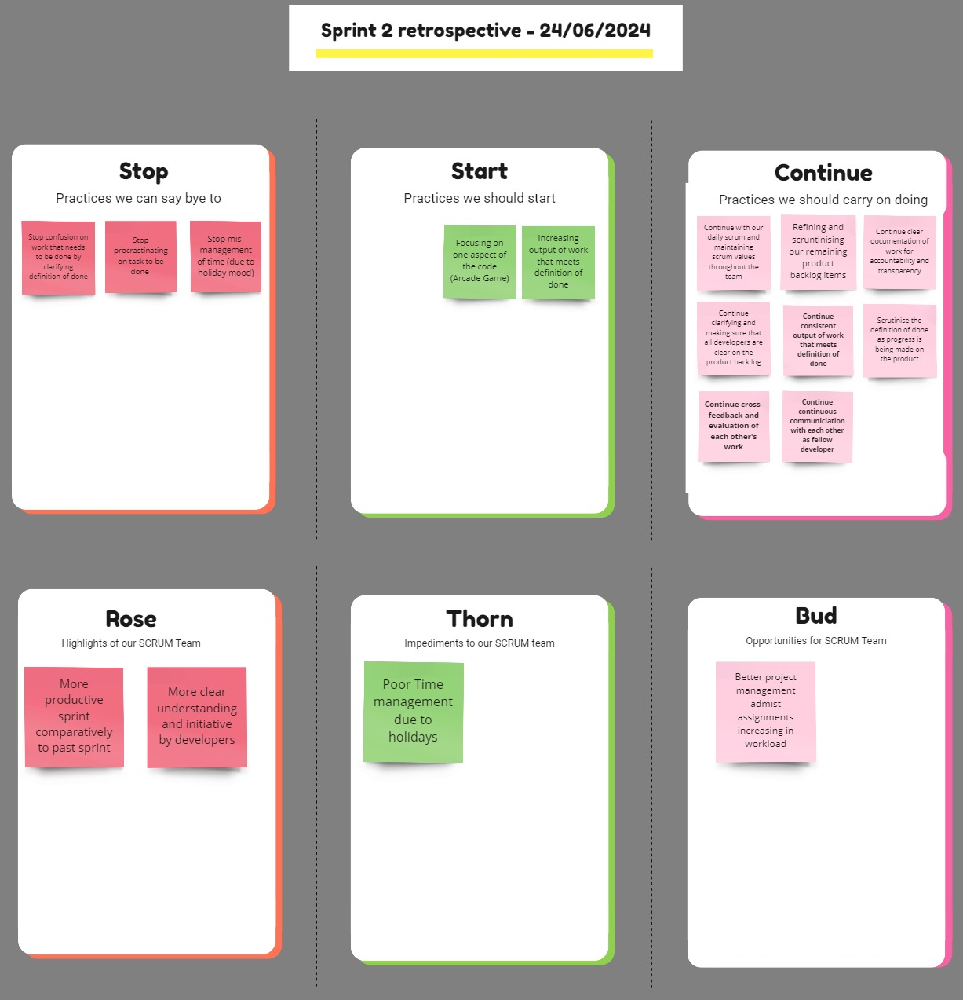 Sprint 2 retrospective - 24/06/2024
Stop
Practices we can say bye to
Stop confusion on
work that needs
to be done by
clarifying
definition of done
Stop
procrastinating
on task to be
done
Stop mis-
management
of time (due to
holiday mood)
Start
Practices we should start
Focusing on
one aspect of
the code
(Arcade Game)
Increasing
output of work
that meets
definition of
done
Continue
Practices we should carry on doing
Continue with our
daily scrum and
maintaining
scrum values
throughout the
team
Refining and
scruntinising
our remaining
product
backlog items
Continue clear
documentation of
work for
accountability and
transparency
Continue
clarifying and
making sure that
all developers are
clear on the
product back log
Continue
consistent
output of work
that meets
definition of
done
Scrutinise the
definition of done
as progress is
being made on
the product
Continue cross-
feedback and
evaluation of
each other's
work
Continue
continuous
communiciation
with each other
as fellow
developer
Rose
Highlights of our SCRUM Team
More
productive
sprint
comparatively
to past sprint
More clear
understanding
and initiative
by developers
Thorn
Impediments to our SCRUM team
Poor Time
management
due to
holidays
Bud
Opportunities for SCRUM Team
Better project
management
admist
assignments
increasing in
workload